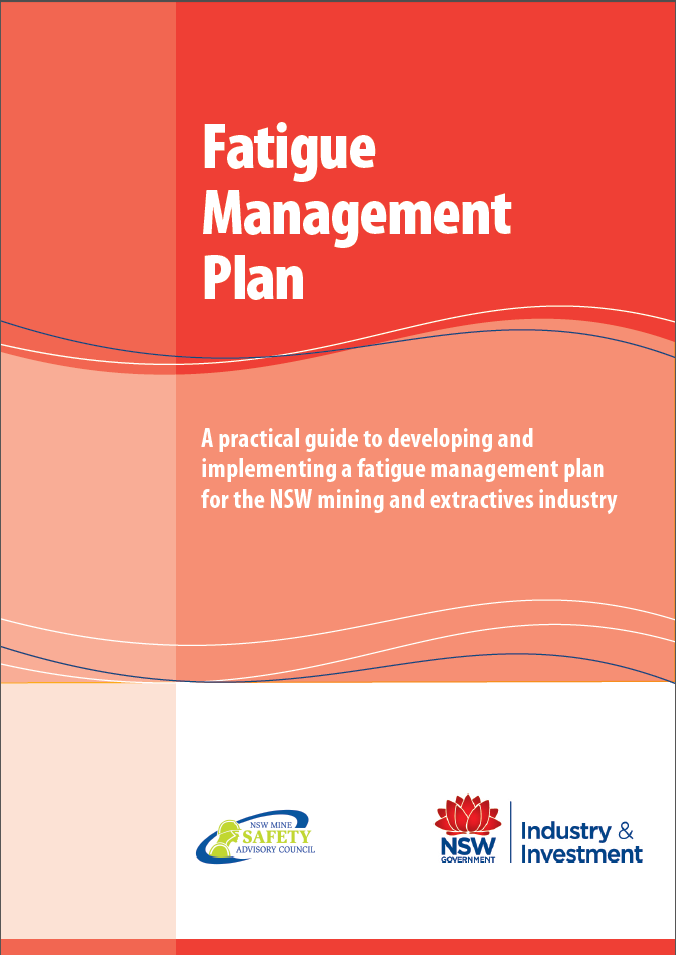 Fatigue
Management
Plan
A practical guide to developing and
implementing a fatigue management plan
for the NSW mining and extractives industry
NSW MINE
SAFETY
ADVISORY COUNCIL
NSW
GOVERNMENT
Industry &
Investment